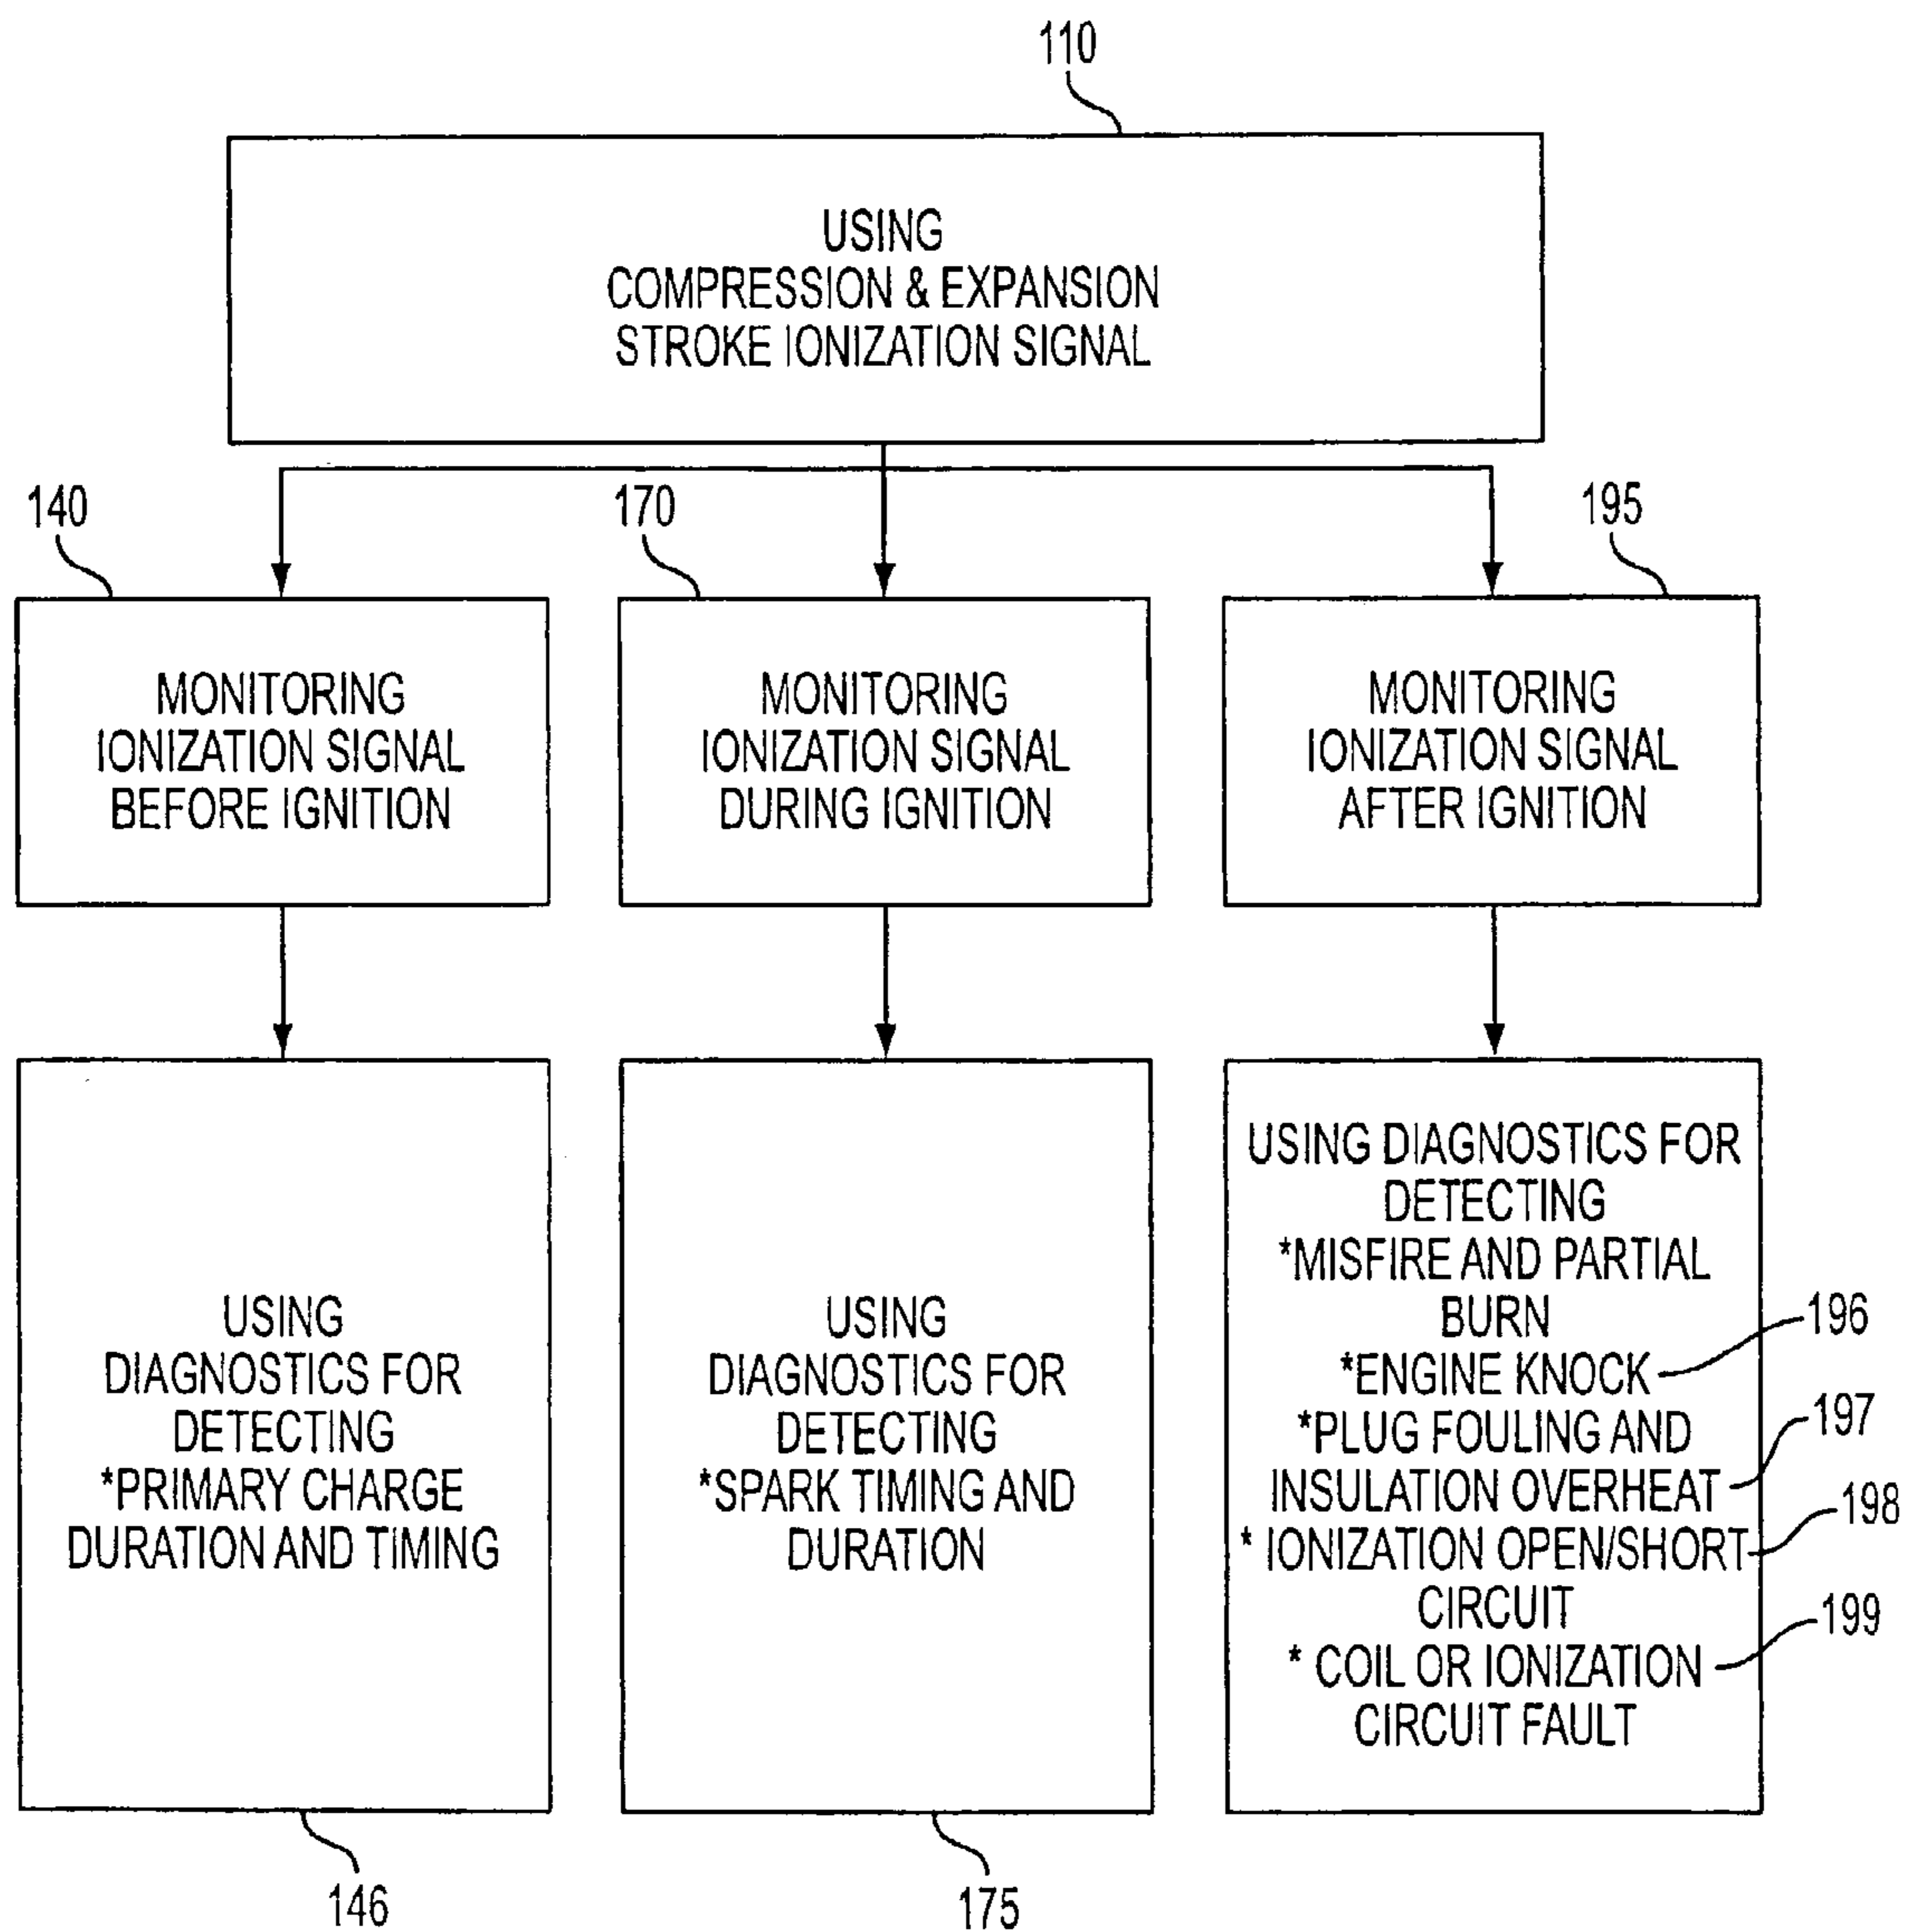 110
USING
COMPRESSION & EXPANSION
STROKE IONIZATION SIGNAL
140
170
195
MONITORING
IONIZATION SIGNAL
BEFORE IGNITION
MONITORING
IONIZATION SIGNAL
DURING IGNITION
MONITORING
IONIZATION SIGNAL
AFTER IGNITION
USING
DIAGNOSTICS FOR
DETECTING
*PRIMARY CHARGE
DURATION AND TIMING
146
USING
DIAGNOSTICS FOR
DETECTING
*SPARK TIMING AND
DURATION
175
USING DIAGNOSTICS FOR
DETECTING
*MISFIRE AND PARTIAL
BURN
*ENGINE KNOCK
196
*PLUG FOULING AND
INSULATION OVERHEAT
197
* IONIZATION OPEN/SHORT
198
CIRCUIT
* COIL OR IONIZATION
199
CIRCUIT FAULT